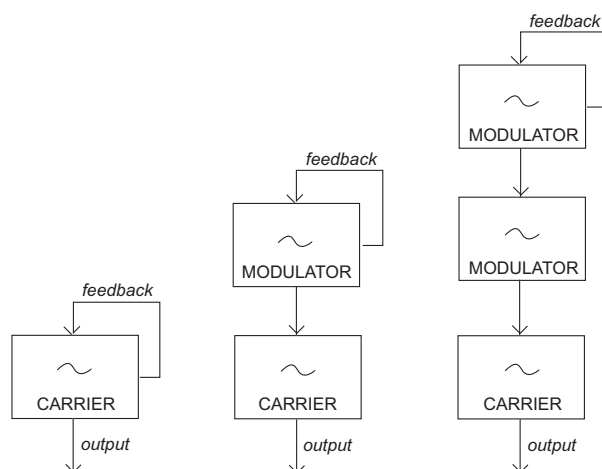 feedback
MODULATOR
feedback
MODULATOR
MODULATOR
feedback
CARRIER
CARRIER
CARRIER
output
output
output